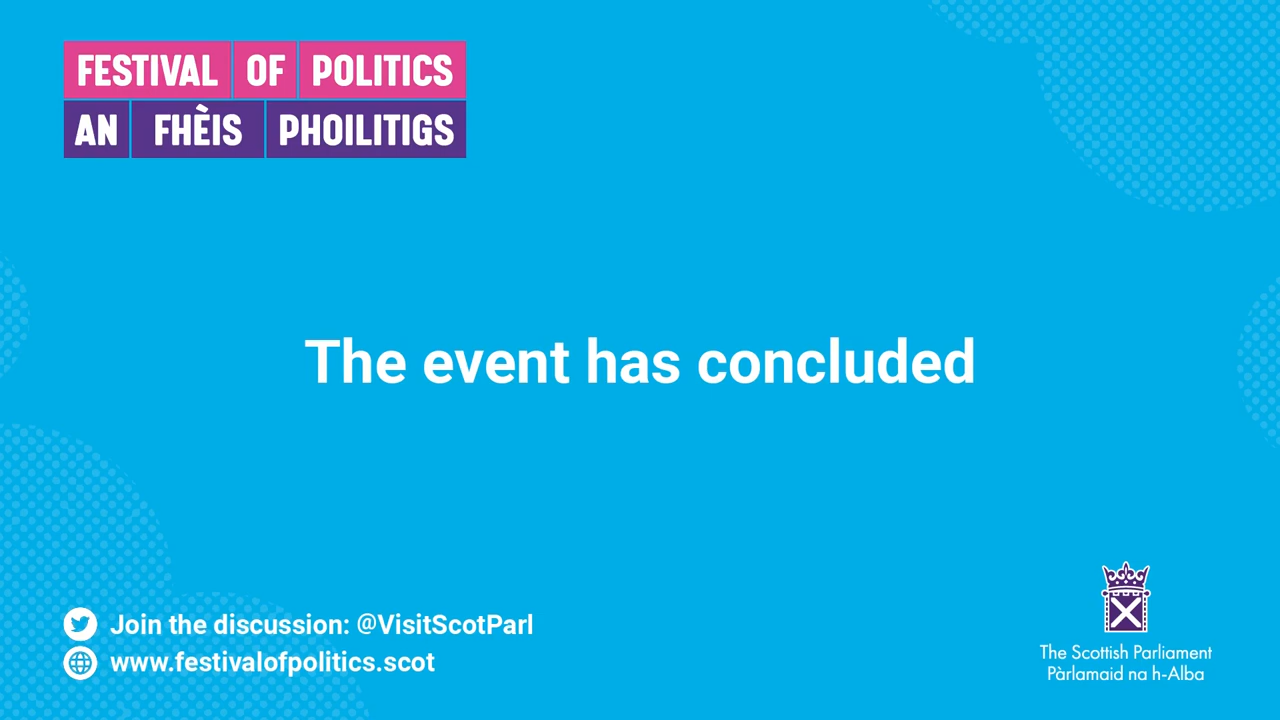 FESTIVAL OF POLITICS
AN FHÈIS PHOILITIGS
The event has concluded
Join the discussion: @VisitScotParl
www.festivalofpolitics.scot
The Scottish Parliament
Pàrlamaid na h-Alba